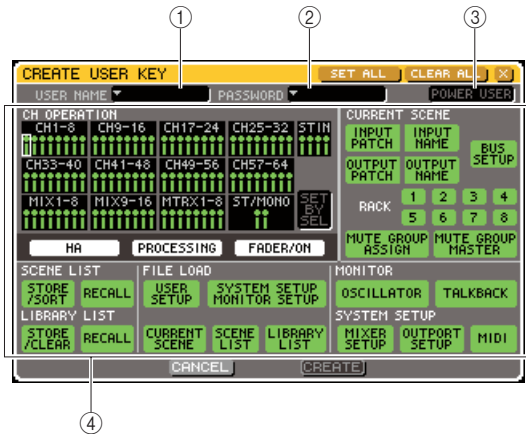 ① ② ③
CREATE USER KEY SET ALL CLEAR ALL X
USER NAME PASSWORD POWER USER
CH OPERATION
CH1-8 CH9-16 CH17-24 CH25-32 STIN
CH33-40 CH41-48 CH49-56 CH57-64
MIX1-8 MIX9-16 MTRX1-8 ST/MONO SET BY SEL
HA PROCESSING FADER/ON
CURRENT SCENE
INPUT PATCH INPUT NAME BUS SETUP
OUTPUT PATCH OUTPUT NAME
RACK 1 2 3 4
5 6 7 8
MUTE GROUP ASSIGN MUTE GROUP MASTER
SCENE LIST FILE LOAD MONITOR
STORE /SORT RECALL USER SETUP SYSTEM SETUP MONITOR SETUP OSCILLATOR TALKBACK
LIBRARY LIST SYSTEM SETUP
STORE /CLEAR RECALL CURRENT SCENE SCENE LIST LIBRARY LIST MIXER SETUP OUTPORT SETUP MIDI
CANCEL CREATE
④